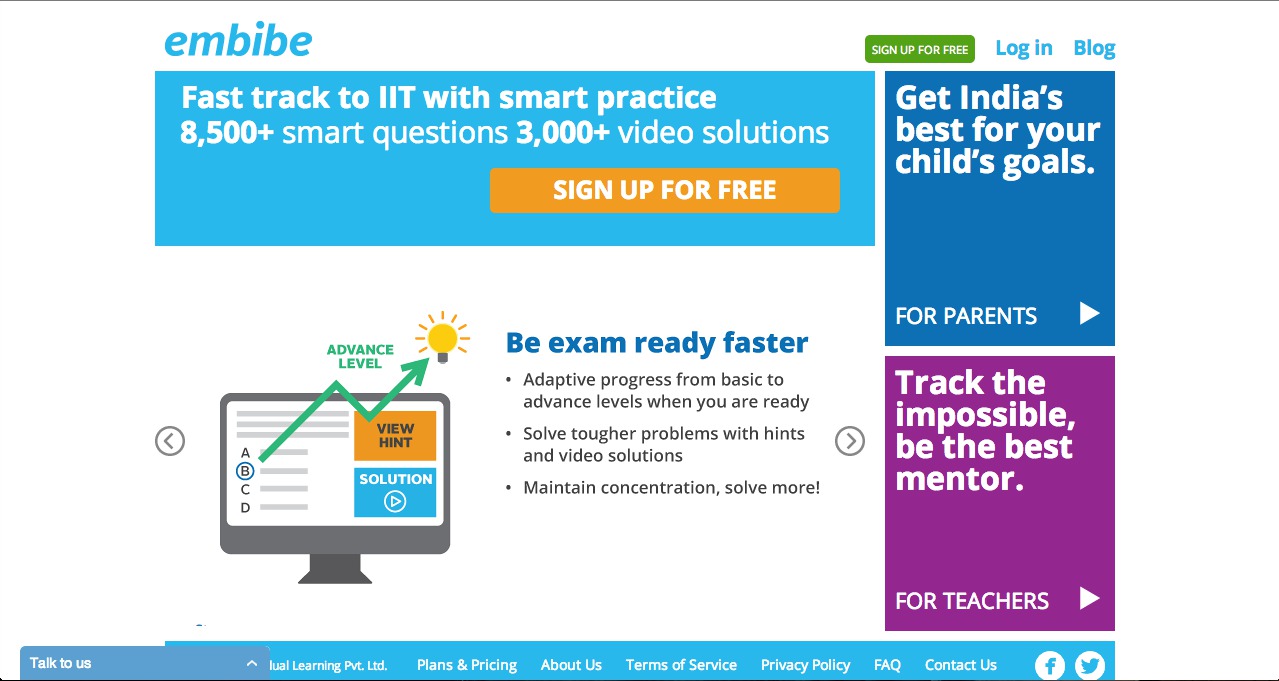 embibe
SIGN UP FOR FREE
Log in
Blog
Fast track to IIT with smart practice
8,500+ smart questions 3,000+ video solutions
SIGN UP FOR FREE
Get India's
best for your
child's goals.
FOR PARENTS
ADVANCE
LEVEL
VIEW
HINT
A
B
C
D
SOLUTION
Be exam ready faster
• Adaptive progress from basic to
advance levels when you are ready
• Solve tougher problems with hints
and video solutions
• Maintain concentration, solve more!
Track the
impossible,
be the best
mentor.
FOR TEACHERS
Talk to us
Learning Pvt. Ltd.
Plans & Pricing
About Us
Terms of Service
Privacy Policy
FAQ
Contact Us